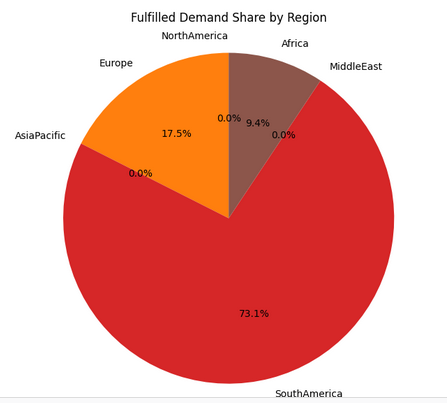 Fulfilled Demand Share by Region
NorthAmerica
Africa
Europe
MiddleEast
0.0%
9.4%
17.5%
0.0%
AsiaPacific
0.0%
73.1%
SouthAmerica